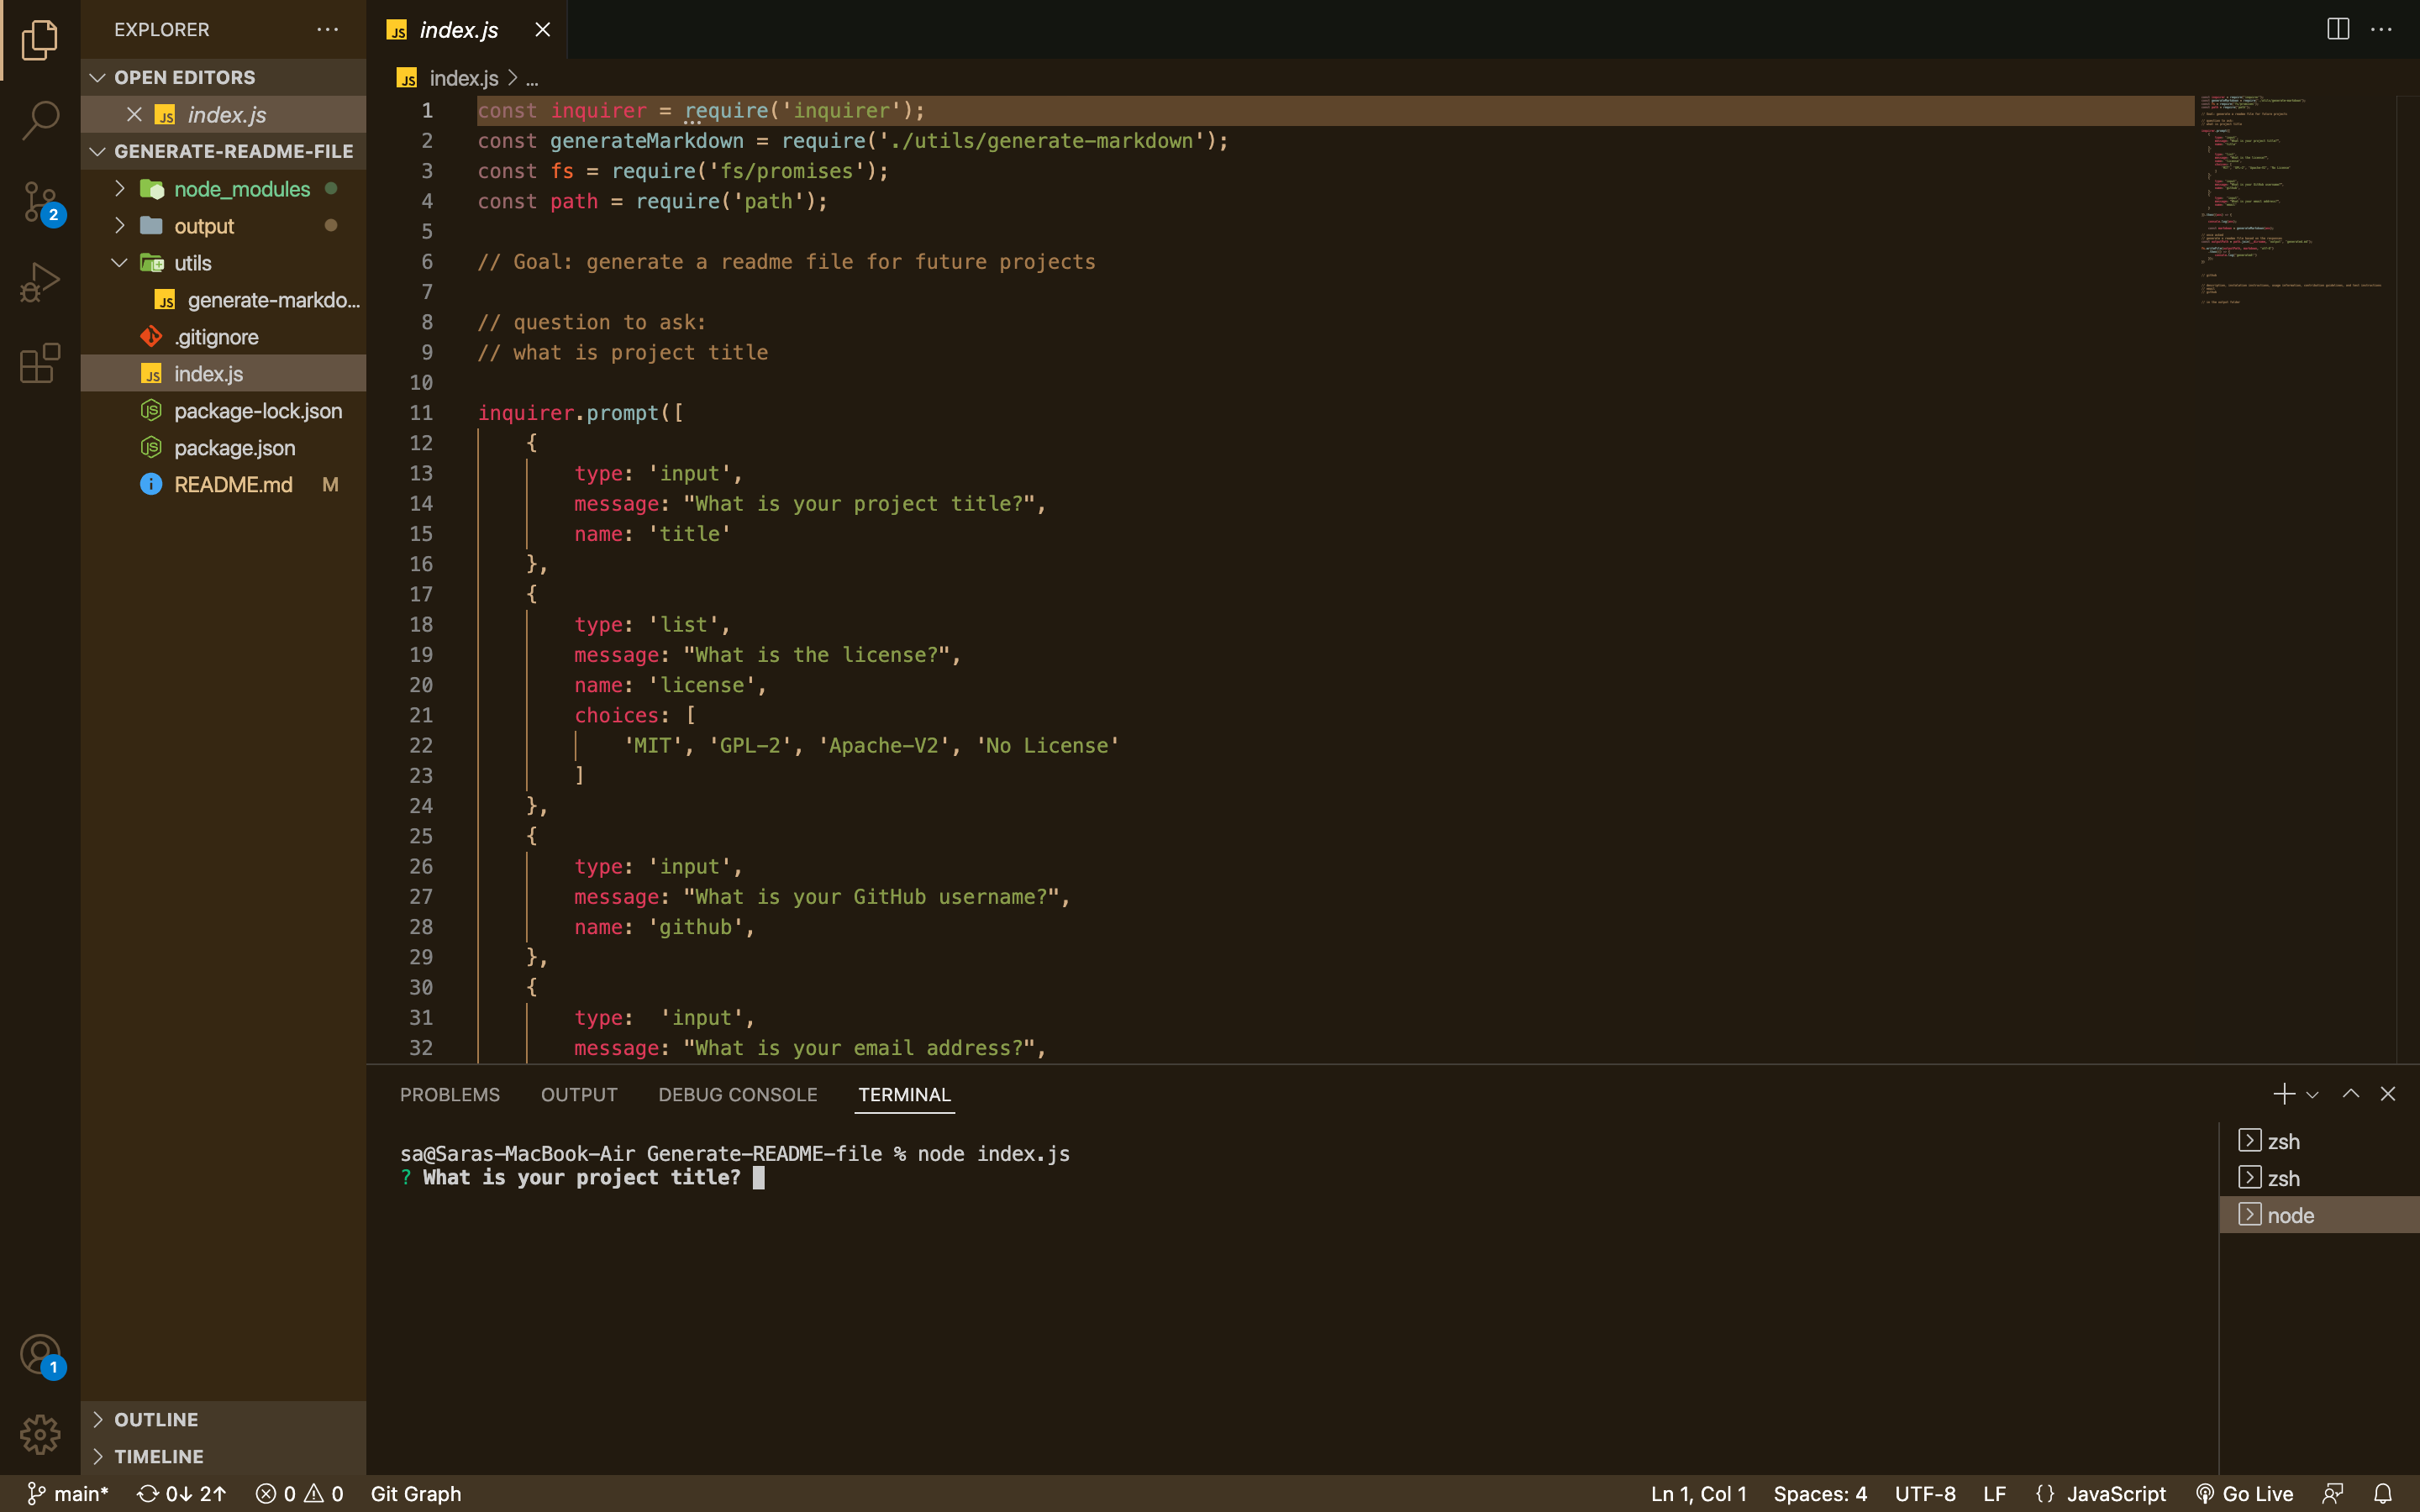 EXPLORER
OPEN EDITORS
index.js
GENERATE-README-FILE
node_modules
output
utils
generate-markdo...
.gitignore
index.js
package-lock.json
package.json
README.md M
OUTLINE
TIMELINE
2
1
index.js
index.js > ...
1 const inquirer = require('inquirer');
2 const generateMarkdown = require('./utils/generate-markdown');
3 const fs = require('fs/promises');
4 const path = require('path');
5
6 // Goal: generate a readme file for future projects
7
8 // question to ask:
9 // what is project title
10
11 inquirer.prompt([
12 {
13 type: 'input',
14 message: "What is your project title?",
15 name: 'title'
16 },
17 {
18 type: 'list',
19 message: "What is the license?",
20 name: 'license',
21 choices: [
22 'MIT', 'GPL-2', 'Apache-V2', 'No License'
23 ]
24 },
25 {
26 type: 'input',
27 message: "What is your GitHub username?",
28 name: 'github',
29 },
30 {
31 type:  'input',
32 message: "What is your email address?",
PROBLEMS OUTPUT DEBUG CONSOLE TERMINAL
sa@Saras-MacBook-Air Generate-README-file % node index.js
? What is your project title?
zsh
zsh
node
main* 0↓ 2↑ 0 0 Git Graph Ln 1, Col 1 Spaces: 4 UTF-8 LF {} JavaScript Go Live